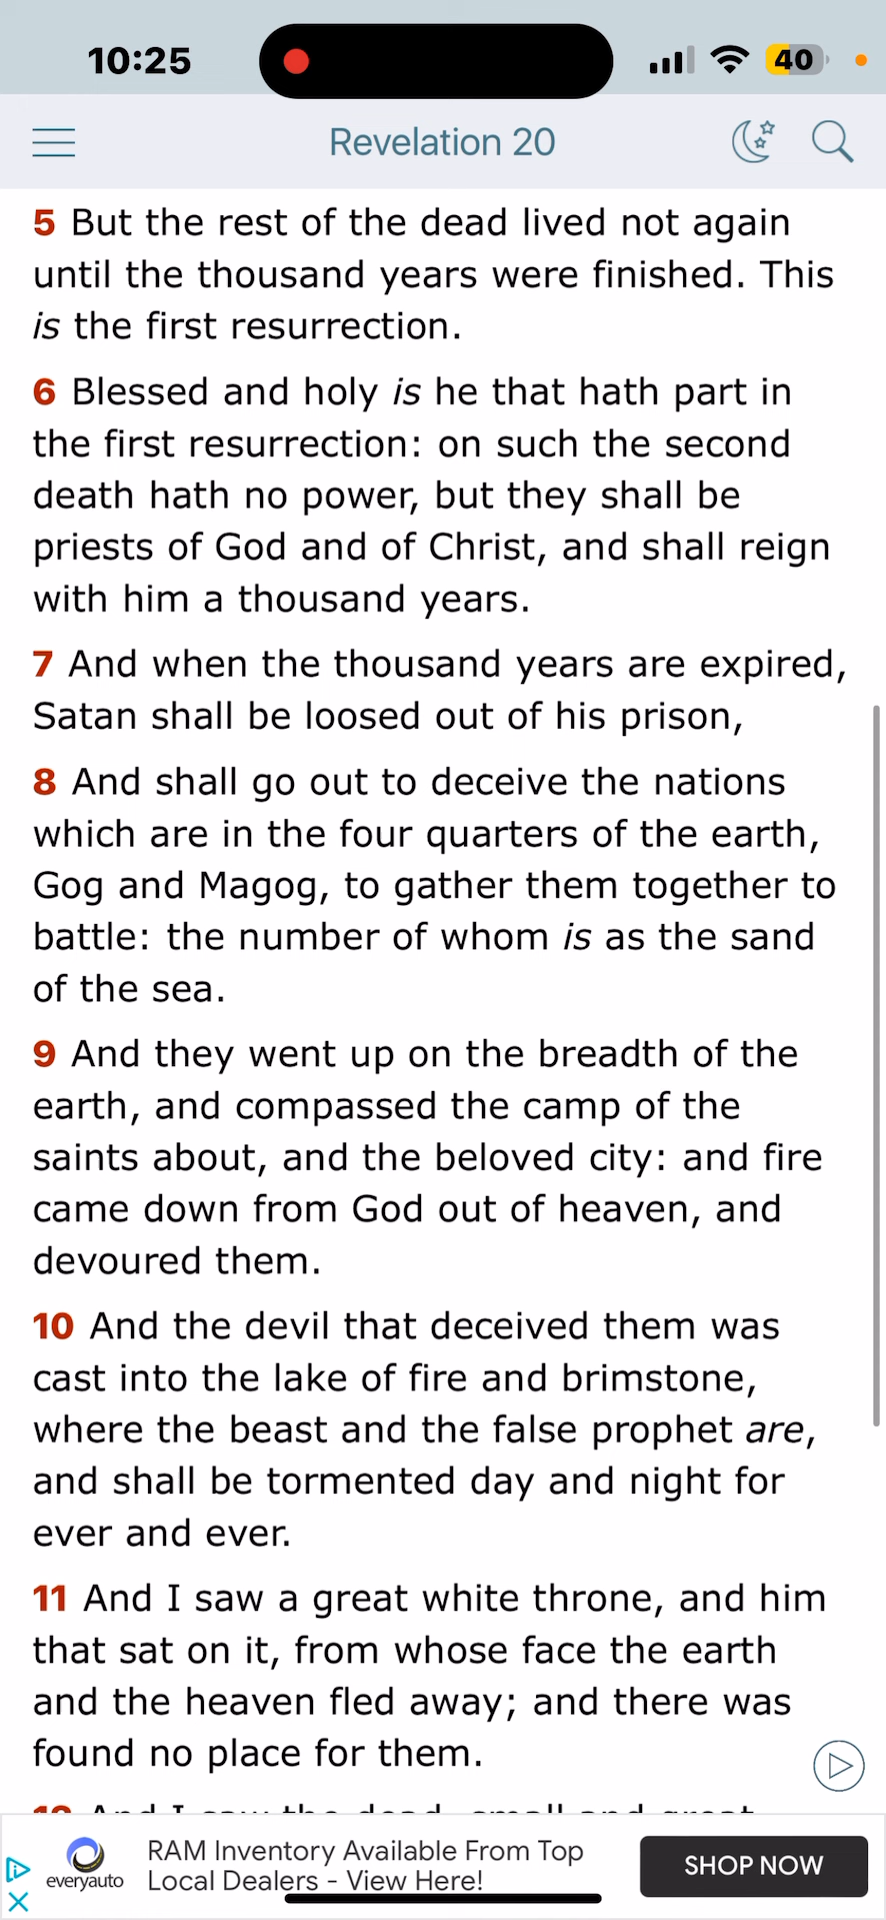 10:25
40
Revelation 20
5 But the rest of the dead lived not again
until the thousand years were finished. This
is the first resurrection.
6 Blessed and holy is he that hath part in
the first resurrection: on such the second
death hath no power, but they shall be
priests of God and of Christ, and shall reign
with him a thousand years.
7 And when the thousand years are expired,
Satan shall be loosed out of his prison,
8 And shall go out to deceive the nations
which are in the four quarters of the earth,
Gog and Magog, to gather them together to
battle: the number of whom is as the sand
of the sea.
9 And they went up on the breadth of the
earth, and compassed the camp of the
saints about, and the beloved city: and fire
came down from God out of heaven, and
devoured them.
10 And the devil that deceived them was
cast into the lake of fire and brimstone,
where the beast and the false prophet are,
and shall be tormented day and night for
ever and ever.
11 And I saw a great white throne, and him
that sat on it, from whose face the earth
and the heaven fled away; and there was
found no place for them.
12 And I saw the dead, small and great
everyauto
RAM Inventory Available From Top
Local Dealers - View Here!
SHOP NOW